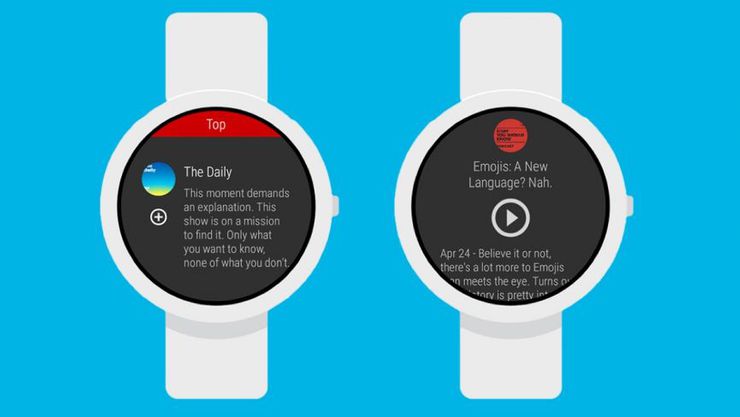 Top
The Daily
This moment demands
an explanation. This
show is on a mission
to find it. Only what
you want to know,
none of what you don't.
Emojis: A New
Language? Nah.
Apr 24 - Believe it or not,
there's a lot more to Emojis
meets the eye. Turns
is pretty